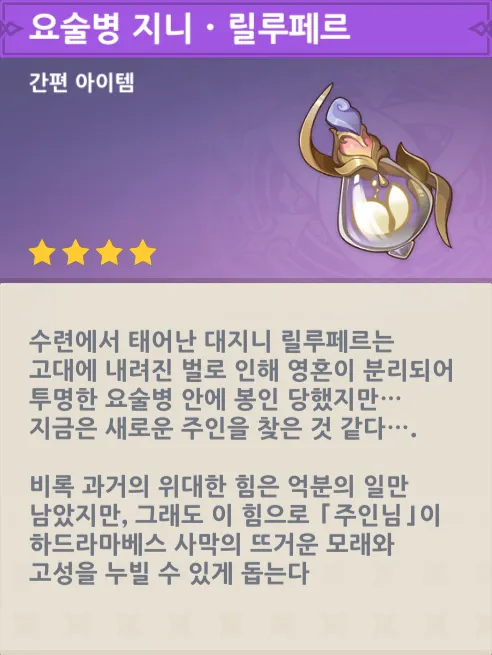 요술병 지니 · 릴루페르
간편 아이템
수련에서 태어난 대지니 릴루페르는
고대에 내려진 벌로 인해 영혼이 분리되어
투명한 요술병 안에 봉인 당했지만…
지금은 새로운 주인을 찾은 것 같다….
비록 과거의 위대한 힘은 억분의 일만
남았지만, 그래도 이 힘으로 「주인님」이
하드라마베스 사막의 뜨거운 모래와
고성을 누빌 수 있게 돕는다